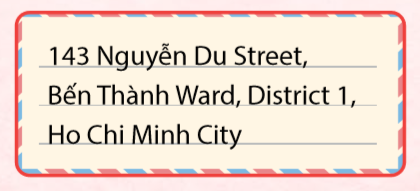 143 Nguyễn Du Street,
Bến Thành Ward, District 1,
Ho Chi Minh City